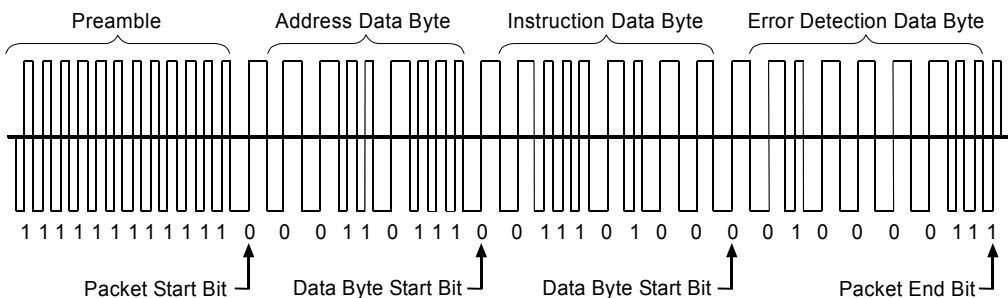 Preamble Address Data Byte Instruction Data Byte Error Detection Data Byte
1 1 1 1 1 1 1 1 1 1 1 1 0 0 0 1 1 0 1 1 1 0 0 1 1 1 0 1 0 0 0 0 1 0 0 0 0 1 1 1
Packet Start Bit Data Byte Start Bit Data Byte Start Bit Packet End Bit